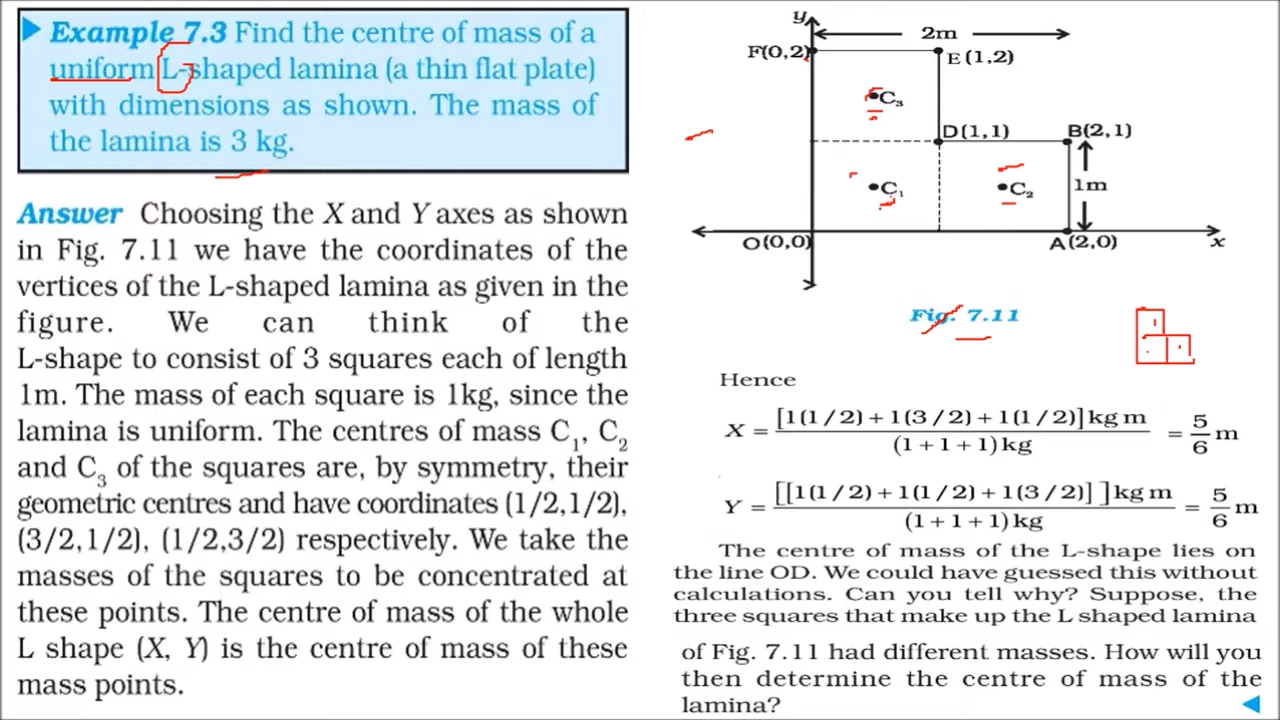 Example 7.3 Find the centre of mass of a
uniform L-shaped lamina (a thin flat plate)
with dimensions as shown. The mass of
the lamina is 3 kg.
Answer Choosing the X and Y axes as shown
in Fig. 7.11 we have the coordinates of the
vertices of the L-shaped lamina as given in the
figure. We can think of the
L-shape to consist of 3 squares each of length
1m. The mass of each square is 1kg, since the
lamina is uniform. The centres of mass C₁, C₂
and C₃ of the squares are, by symmetry, their
geometric centres and have coordinates (1/2,1/2),
(3/2,1/2), (1/2,3/2) respectively. We take the
masses of the squares to be concentrated at
these points. The centre of mass of the whole
L shape (X, Y) is the centre of mass of these
mass points.
y
2m
F(0,2)
E (1,2)
C₃
D(1,1)
B(2,1)
C₁
C₂
1m
O(0,0)
A(2,0)
x
Fig. 7.11
Hence
X = [1(1/2) + 1(3/2) + 1(1/2)] kg m / (1 + 1 + 1) kg = 5/6 m
Y = [[1(1/2) + 1(1/2) + 1(3/2)] ] kg m / (1 + 1 + 1) kg = 5/6 m
The centre of mass of the L-shape lies on
the line OD. We could have guessed this without
calculations. Can you tell why? Suppose, the
three squares that make up the L shaped lamina
of Fig. 7.11 had different masses. How will you
then determine the centre of mass of the
lamina?